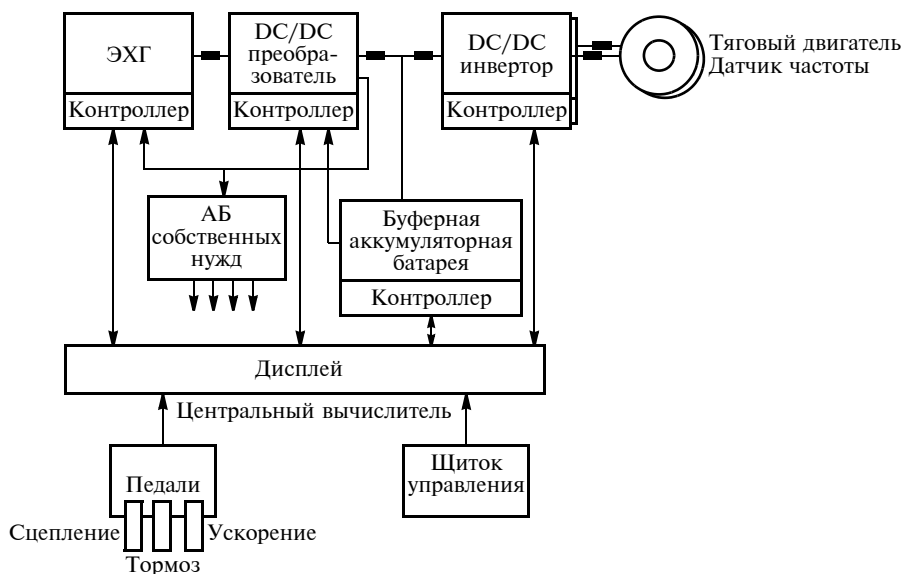 ЭХГ
Контроллер
DC/DC
преобра-
зователь
Контроллер
DC/DC
инвертор
Контроллер
Тяговый двигатель
Датчик частоты
АБ
собственных
нужд
Буферная
аккумуляторная
батарея
Контроллер
Дисплей
Центральный вычислитель
Педали
Сцепление
Ускорение
Тормоз
Щиток
управления